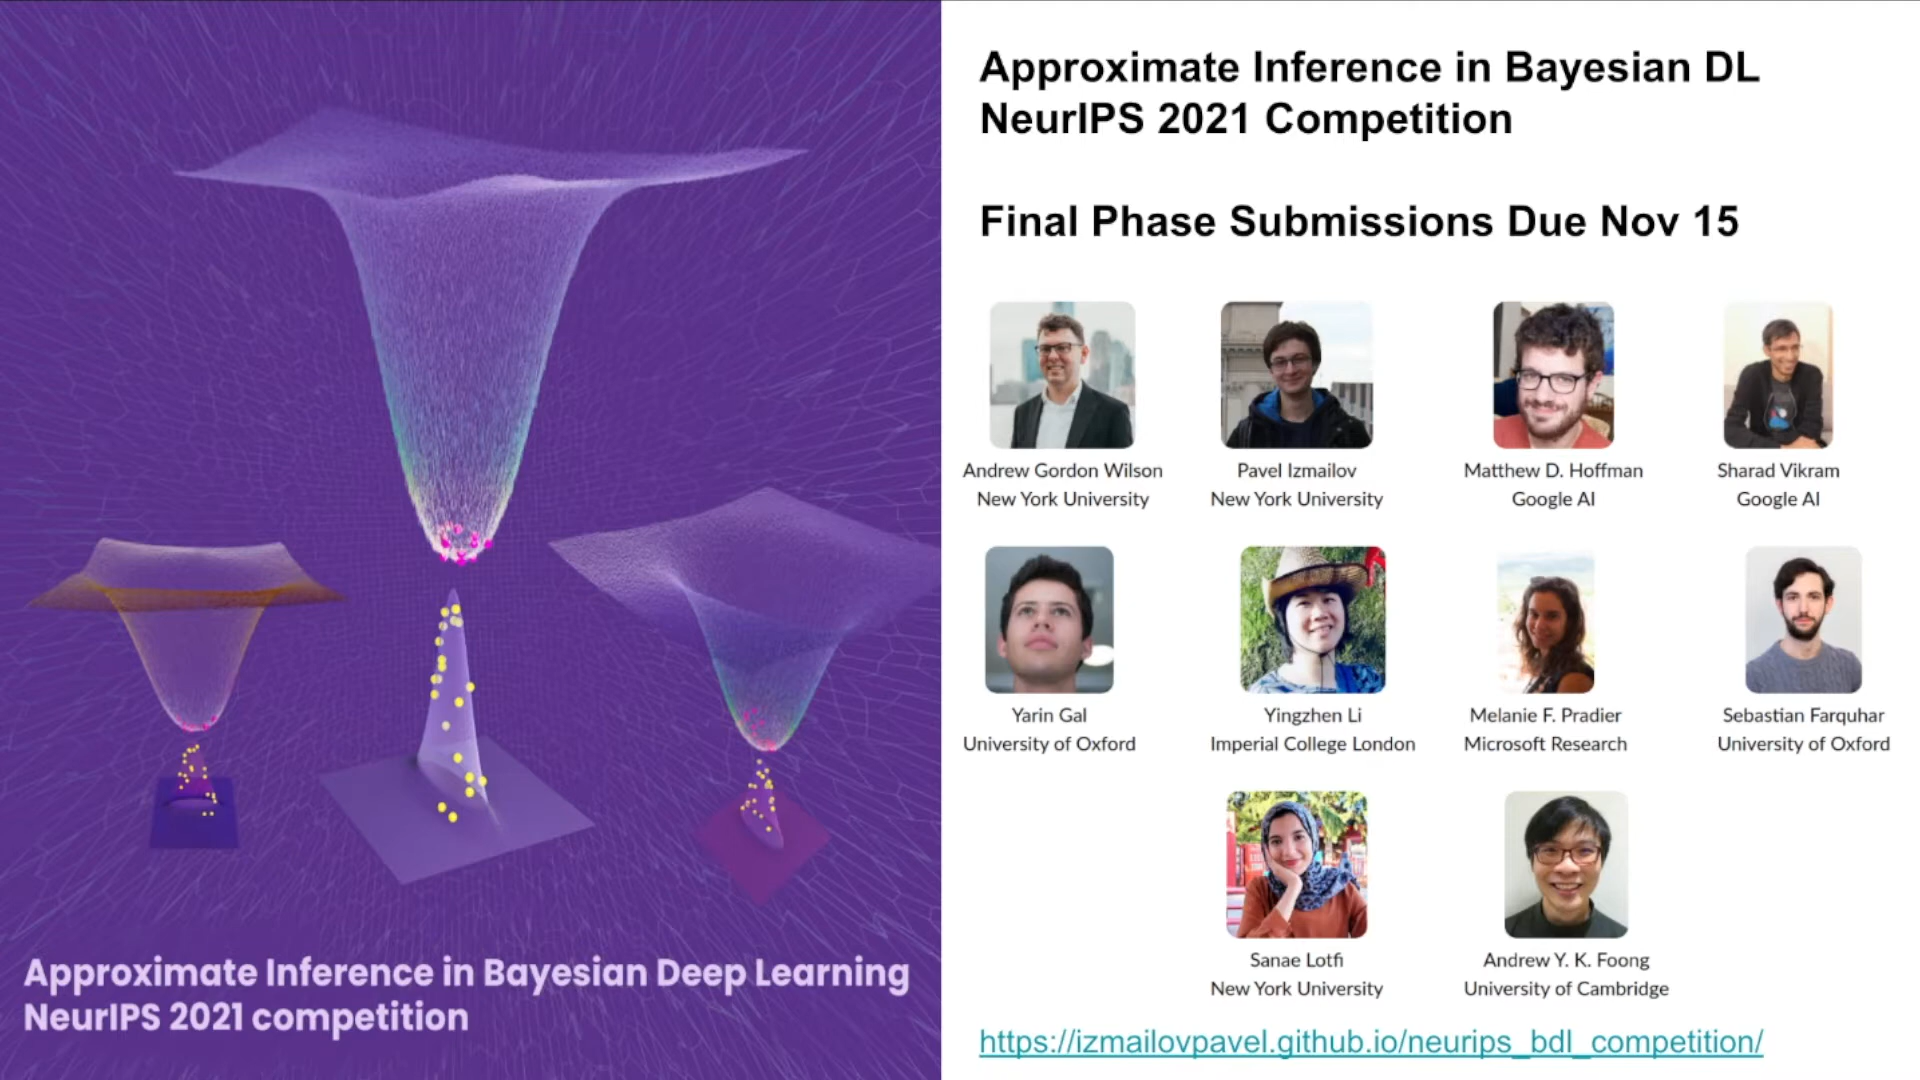 Approximate Inference in Bayesian DL
NeurIPS 2021 Competition
Final Phase Submissions Due Nov 15
Andrew Gordon Wilson
New York University
Pavel Izmailov
New York University
Matthew D. Hoffman
Google AI
Sharad Vikram
Google AI
Yarin Gal
University of Oxford
Yingzhen Li
Imperial College London
Melanie F. Pradier
Microsoft Research
Sebastian Farquhar
University of Oxford
Sanae Lotfi
New York University
Andrew Y. K. Foong
University of Cambridge
https://izmailovpavel.github.io/neurips_bdl_competition/
Approximate Inference in Bayesian Deep Learning
NeurIPS 2021 competition